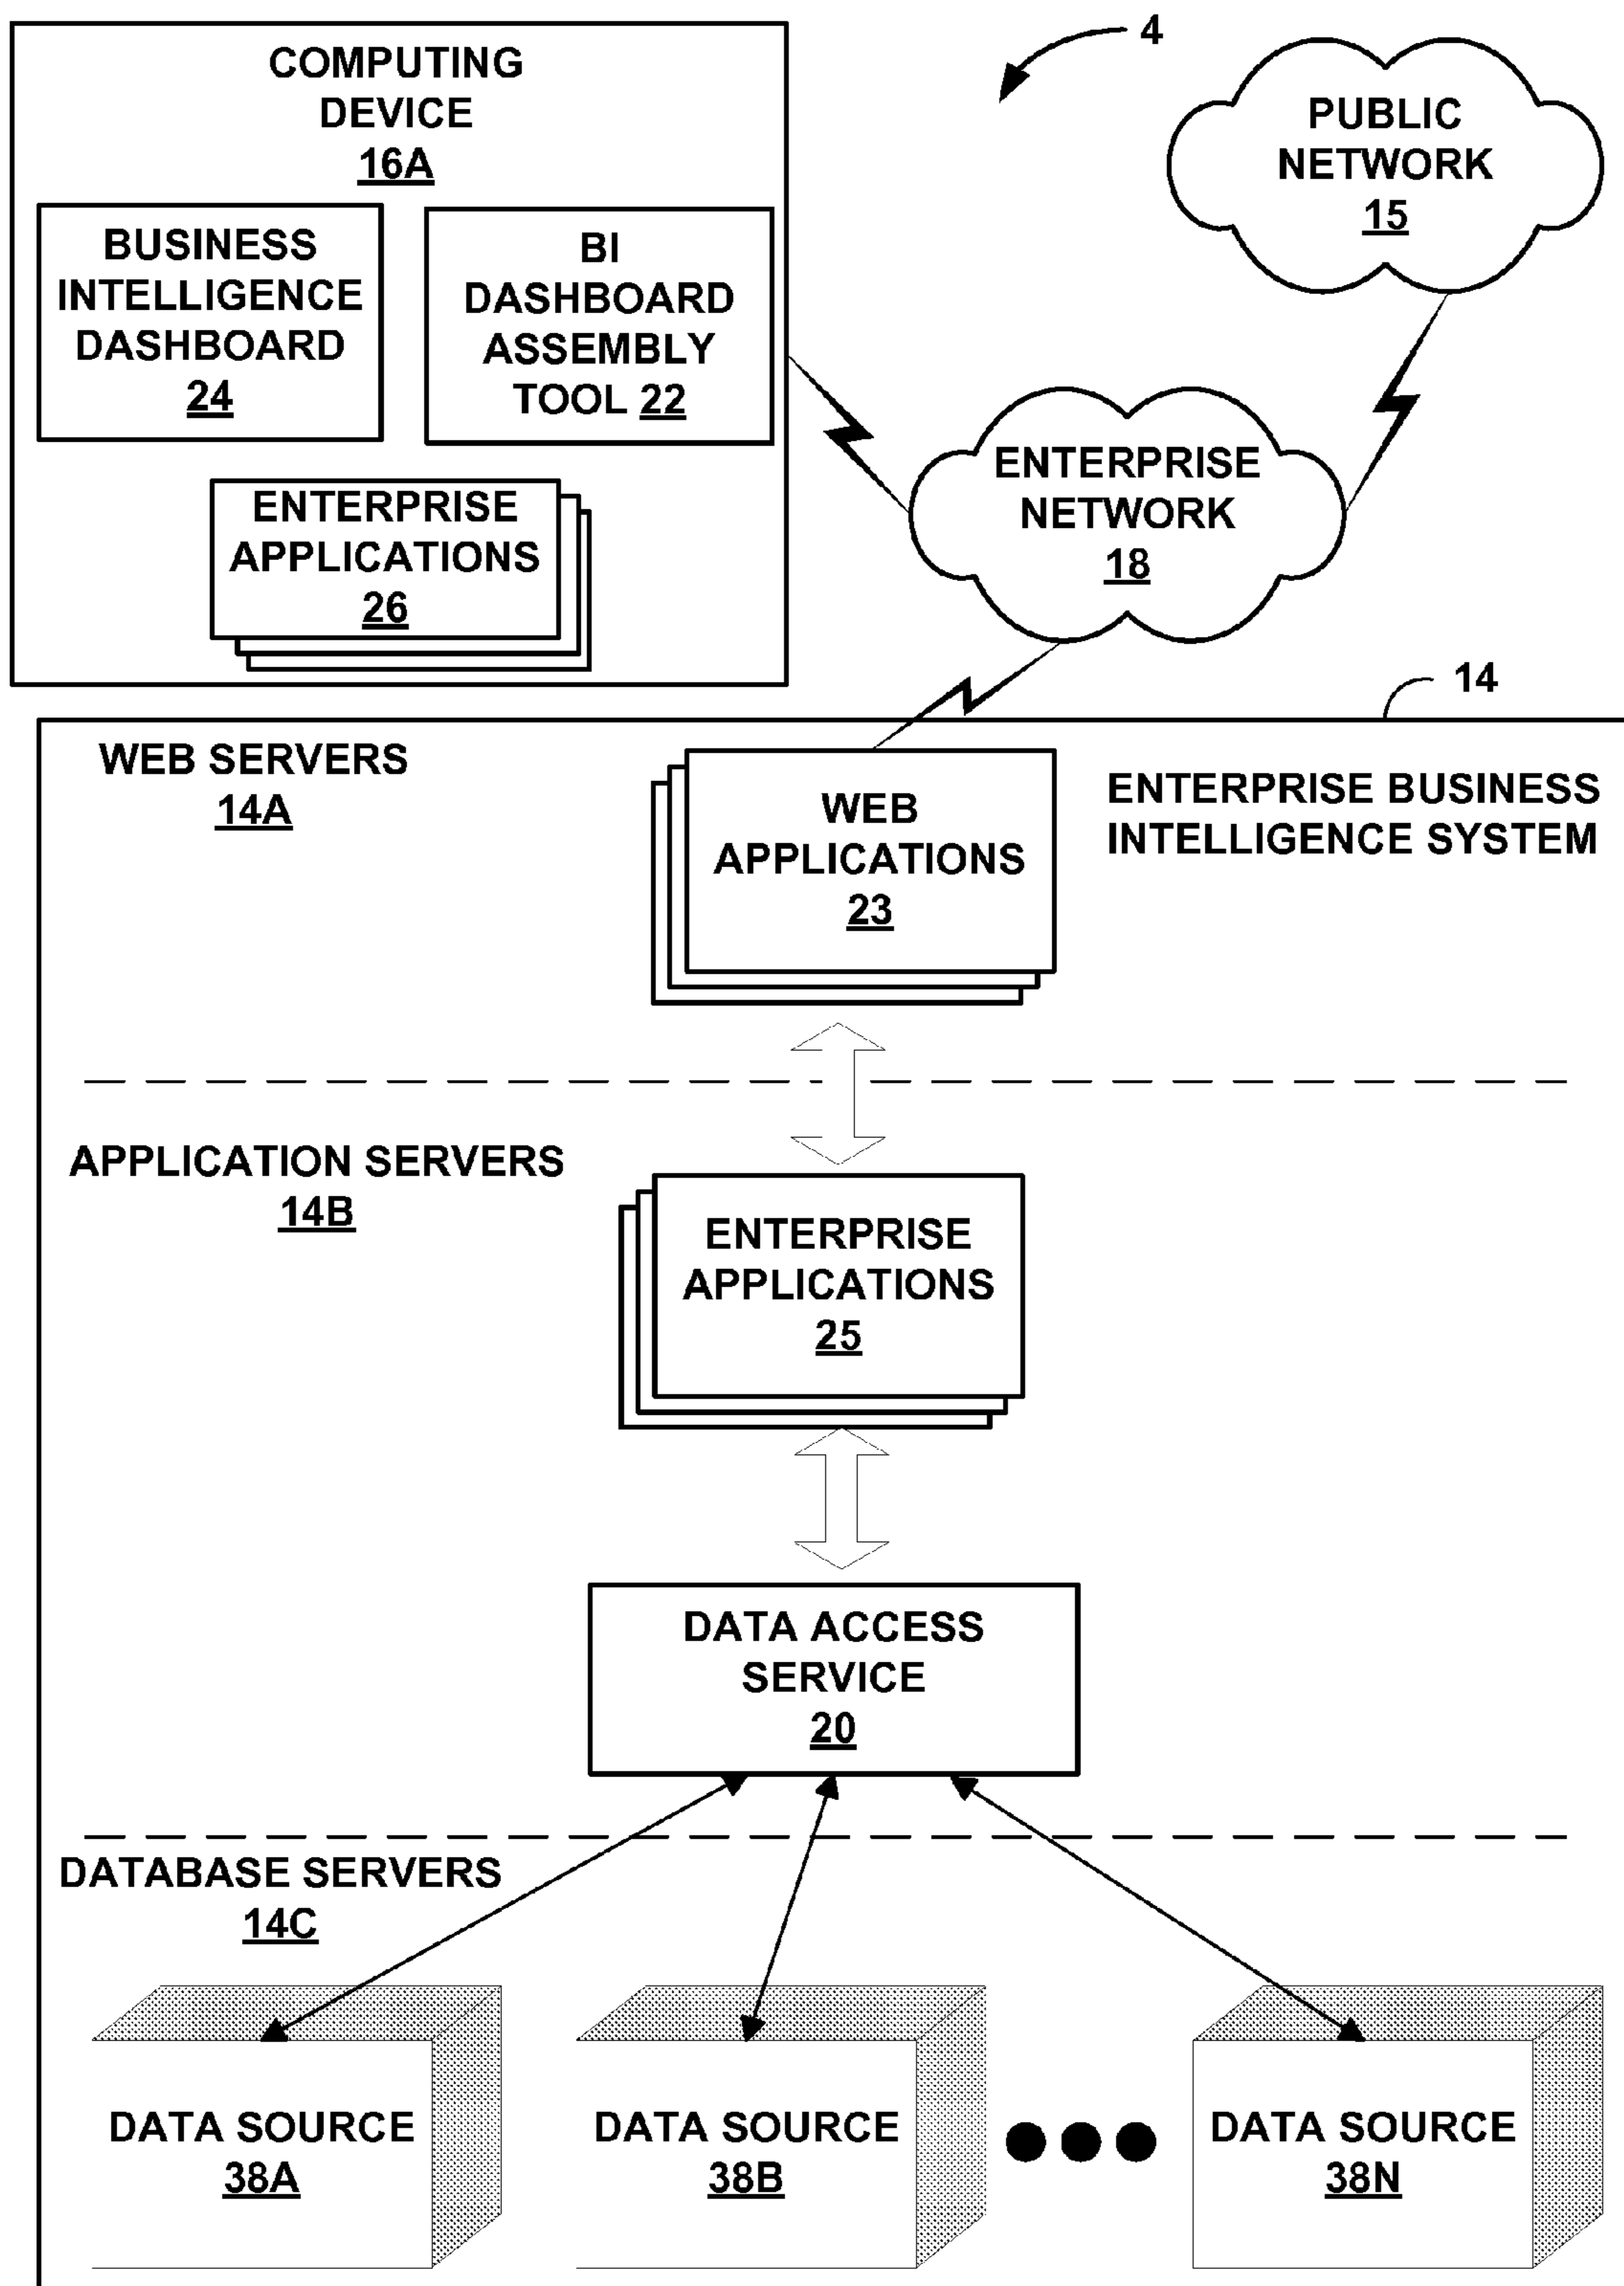 COMPUTING
DEVICE
16A
BUSINESS
INTELLIGENCE
DASHBOARD
24
BI
DASHBOARD
ASSEMBLY
TOOL 22
ENTERPRISE
APPLICATIONS
26
4
PUBLIC
NETWORK
15
ENTERPRISE
NETWORK
18
14
WEB SERVERS
14A
WEB
APPLICATIONS
23
ENTERPRISE BUSINESS
INTELLIGENCE SYSTEM
APPLICATION SERVERS
14B
ENTERPRISE
APPLICATIONS
25
DATA ACCESS
SERVICE
20
DATABASE SERVERS
14C
DATA SOURCE
38A
DATA SOURCE
38B
DATA SOURCE
38N